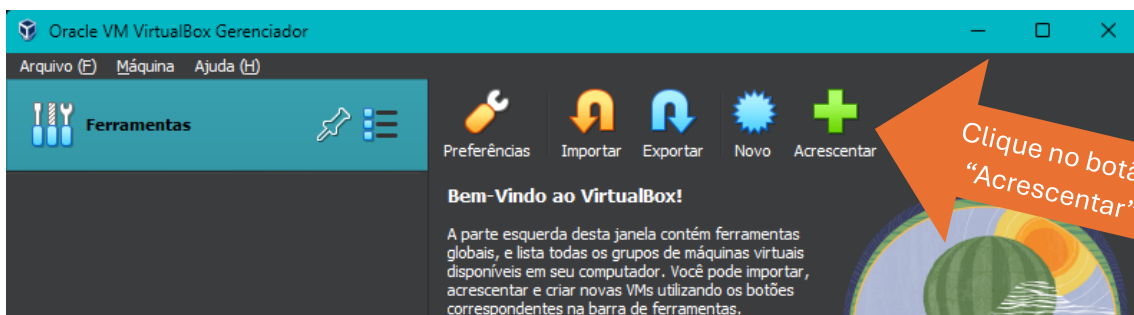 Oracle VM VirtualBox Gerenciador
Arquivo (F) Máquina Ajuda (H)
Ferramentas
Preferências Importar Exportar Novo Acrescentar
Clique no botã
“Acrescentar”
Bem-Vindo ao VirtualBox!
A parte esquerda desta janela contém ferramentas
globais, e lista todas os grupos de máquinas virtuais
disponíveis em seu computador. Você pode importar,
acrescentar e criar novas VMs utilizando os botões
correspondentes na barra de ferramentas.